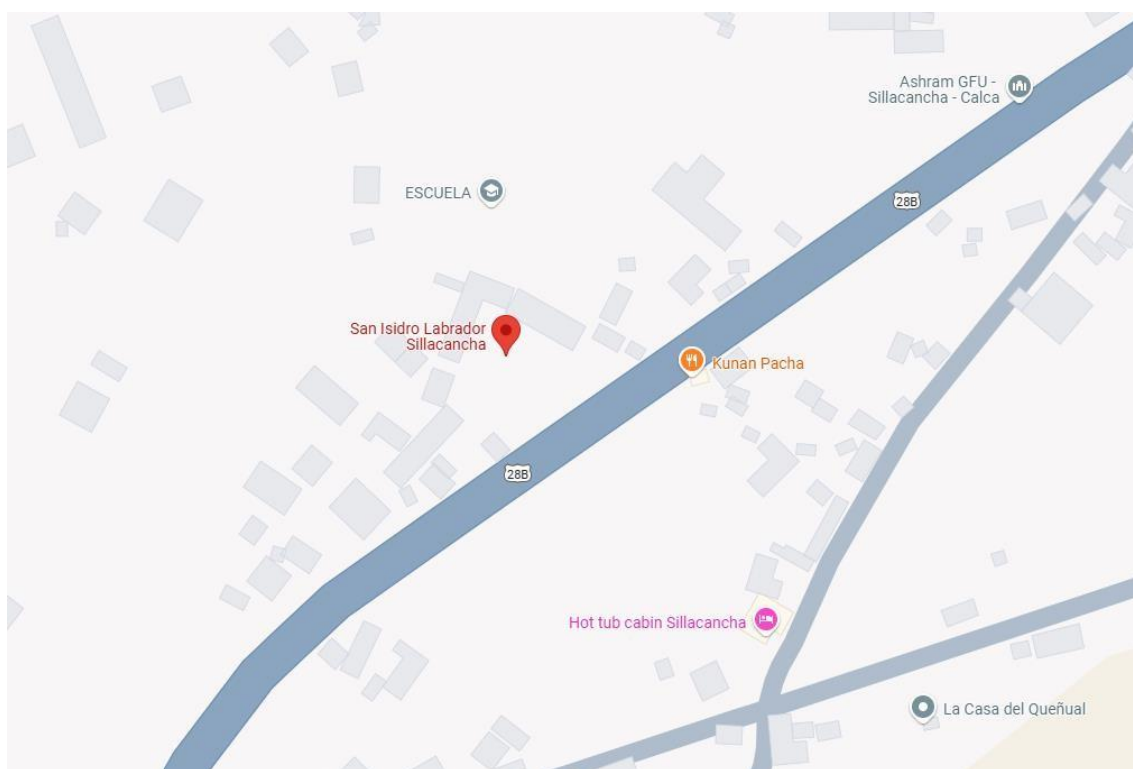 Ashram GFU -
Sillacancha - Calca
ESCUELA
28B
San Isidro Labrador
Sillacancha
Kunan Pacha
28B
Hot tub cabin Sillacancha
La Casa del Queñual